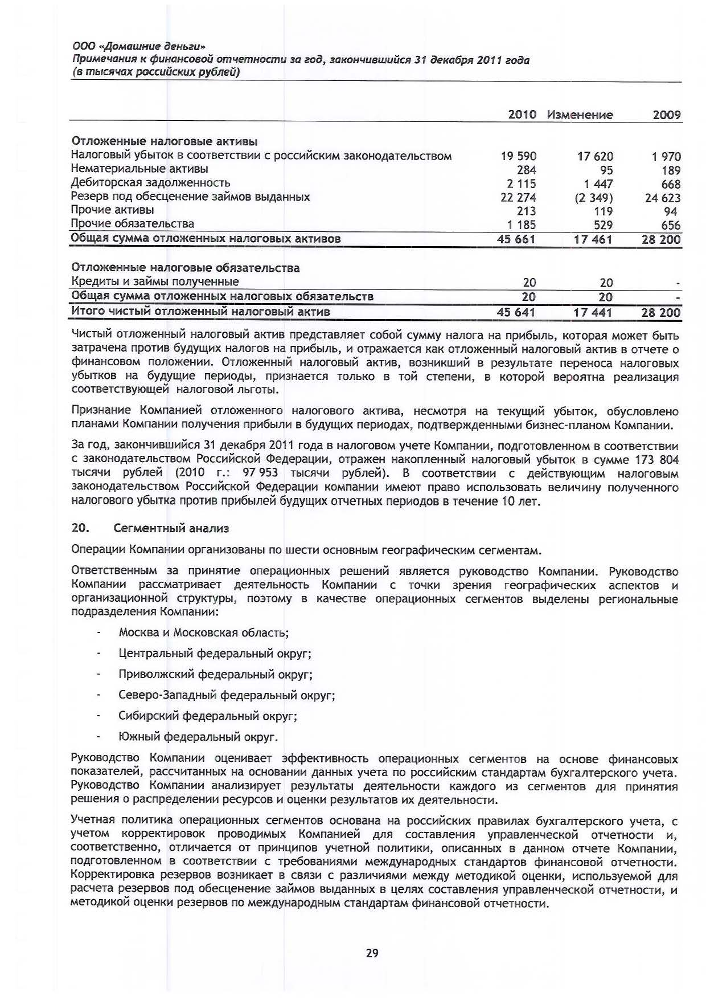 ООО «Домашние деньги»
Примечания к финансовой отчетности за год, закончившийся 31 декабря 2011 года
(в тысячах российских рублей)
2010 Изменение 2009
Отложенные налоговые активы
Налоговый убыток в соответствии с российским законодательством 19 590 17 620 1 970
Нематериальные активы 284 95 189
Дебиторская задолженность 2 115 1 447 668
Резерв под обесценение займов выданных 22 274 (2 349) 24 623
Прочие активы 213 119 94
Прочие обязательства 1 185 529 656
Общая сумма отложенных налоговых активов 45 661 17 461 28 200
Отложенные налоговые обязательства
Кредиты и займы полученные 20 20 -
Общая сумма отложенных налоговых обязательств 20 20 -
Итого чистый отложенный налоговый актив 45 641 17 441 28 200
Чистый отложенный налоговый актив представляет собой сумму налога на прибыль, которая может быть
затрачена против будущих налогов на прибыль, и отражается как отложенный налоговый актив в отчете о
финансовом положении. Отложенный налоговый актив, возникший в результате переноса налоговых
убытков на будущие периоды, признается только в той степени, в которой вероятна реализация
соответствующей налоговой льготы.
Признание Компанией отложенного налогового актива, несмотря на текущий убыток, обусловлено
планами Компании получения прибыли в будущих периодах, подтвержденными бизнес-планом Компании.
За год, закончившийся 31 декабря 2011 года в налоговом учете Компании, подготовленном в соответствии
с законодательством Российской Федерации, отражен накопленный налоговый убыток в сумме 173 804
тысячи рублей (2010 г.: 97 953 тысячи рублей). В соответствии с действующим налоговым
законодательством Российской Федерации компании имеют право использовать величину полученного
налогового убытка против прибылей будущих отчетных периодов в течение 10 лет.
20. Сегментный анализ
Операции Компании организованы по шести основным географическим сегментам.
Ответственным за принятие операционных решений является руководство Компании. Руководство
Компании рассматривает деятельность Компании с точки зрения географических аспектов и
организационной структуры, поэтому в качестве операционных сегментов выделены региональные
подразделения Компании:
- Москва и Московская область;
- Центральный федеральный округ;
- Приволжский федеральный округ;
- Северо-Западный федеральный округ;
- Сибирский федеральный округ;
- Южный федеральный округ.
Руководство Компании оценивает эффективность операционных сегментов на основе финансовых
показателей, рассчитанных на основании данных учета по российским стандартам бухгалтерского учета.
Руководство Компании анализирует результаты деятельности каждого из сегментов для принятия
решения о распределении ресурсов и оценки результатов их деятельности.
Учетная политика операционных сегментов основана на российских правилах бухгалтерского учета, с
учетом корректировок проводимых Компанией для составления управленческой отчетности и,
соответственно, отличается от принципов учетной политики, описанных в данном отчете Компании,
подготовленном в соответствии с требованиями международных стандартов финансовой отчетности.
Корректировка резервов возникает в связи с различиями между методикой оценки, используемой для
расчета резервов под обесценение займов выданных в целях составления управленческой отчетности, и
методикой оценки резервов по международным стандартам финансовой отчетности.
29